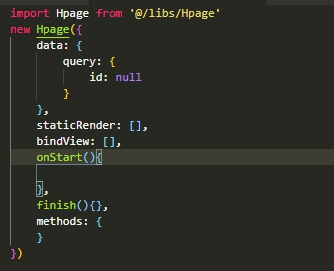 import Hpage from '@/libs/Hpage'
new Hpage({
    data: {
        query: {
            id: null
        }
    },
    staticRender: [],
    bindView: [],
    onStart(){

    },
    finish(){},
    methods: {
    }
})